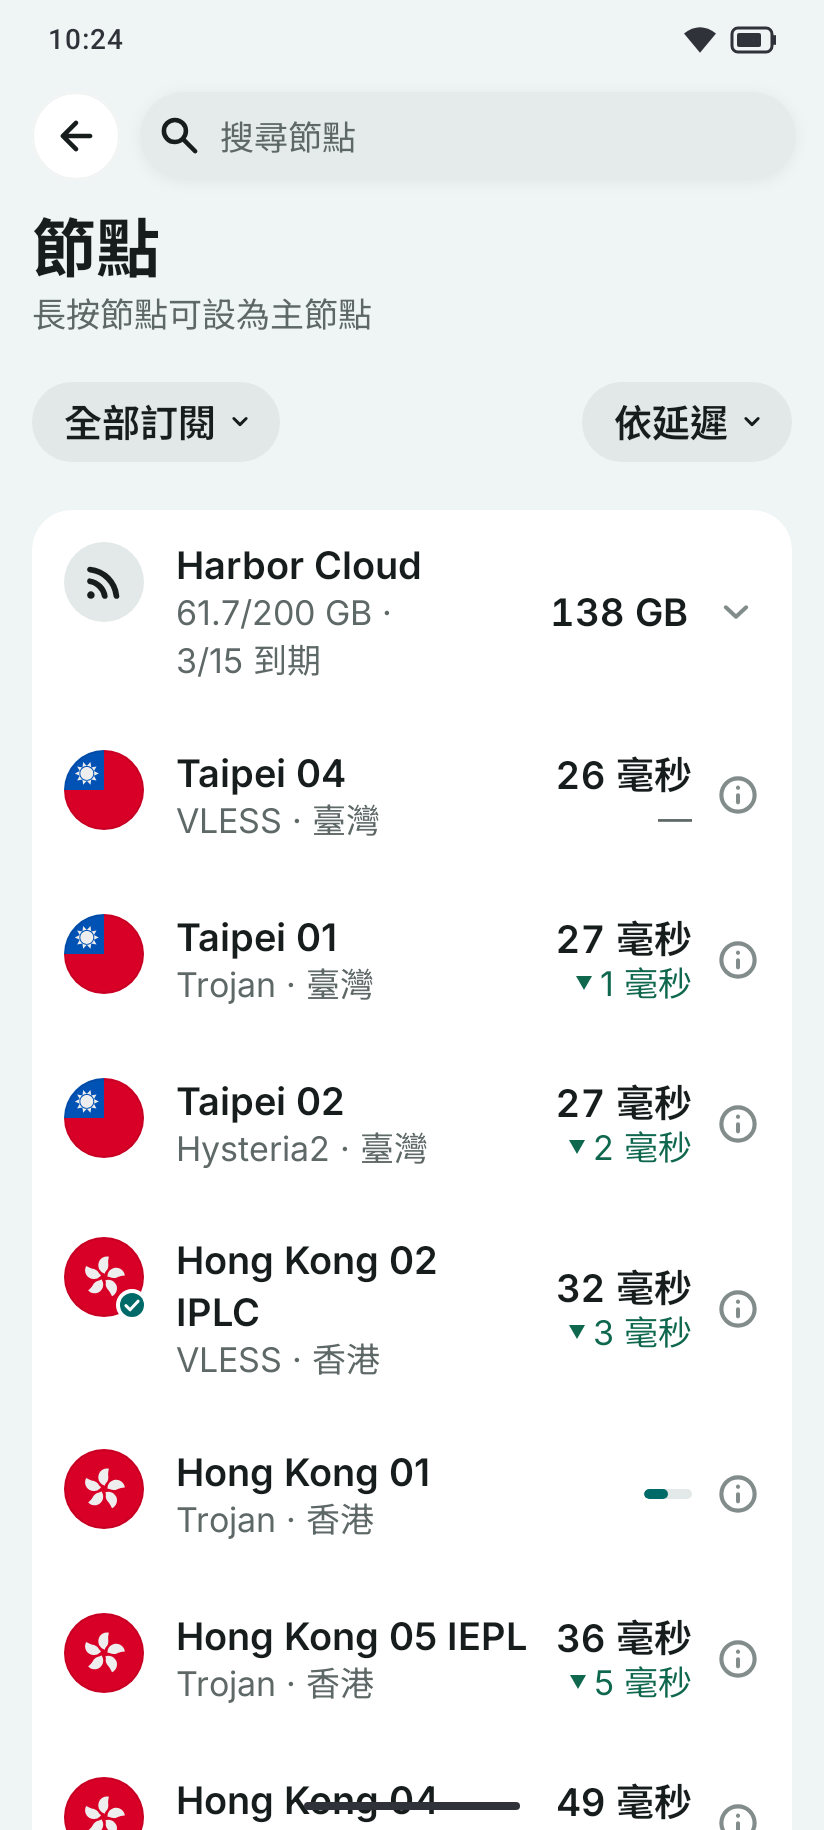 10:24
搜尋節點
節點
長按節點可設為主節點
全部訂閱
依延遲
Harbor Cloud
61.7/200 GB ·
3/15 到期
138 GB
Taipei 04
VLESS · 臺灣
26 毫秒
—
Taipei 01
Trojan · 臺灣
27 毫秒
▼1 毫秒
Taipei 02
Hysteria2 · 臺灣
27 毫秒
▼2 毫秒
Hong Kong 02
IPLC
VLESS · 香港
32 毫秒
▼3 毫秒
Hong Kong 01
Trojan · 香港
Hong Kong 05 IEPL
Trojan · 香港
36 毫秒
▼5 毫秒
Hong Kong 04
49 毫秒